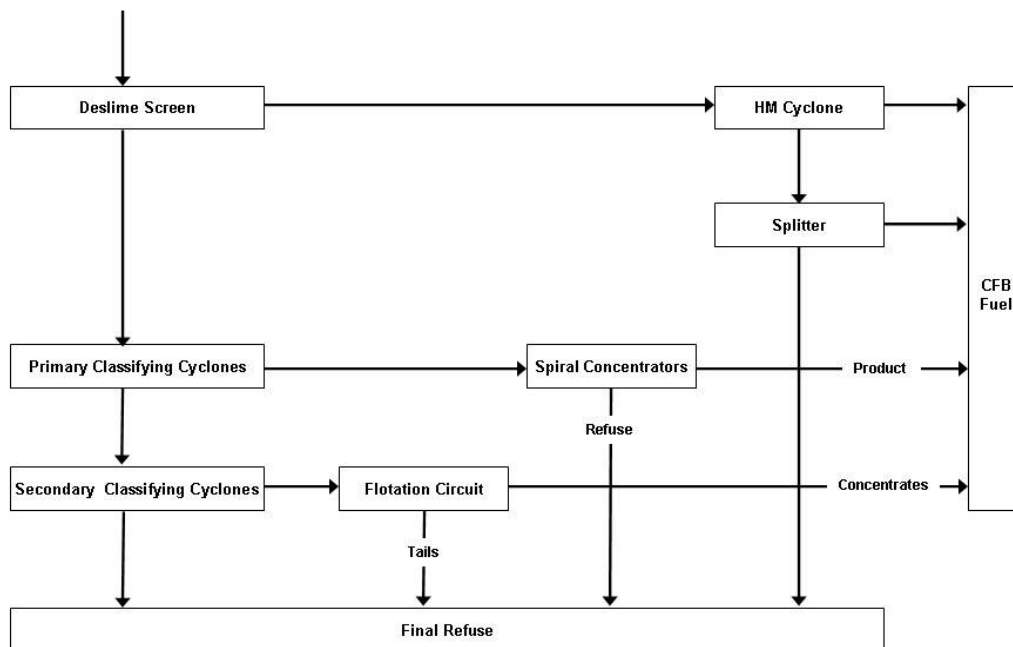 Deslime Screen
HM Cyclone
Splitter
CFB
Fuel
Primary Classifying Cyclones
Spiral Concentrators
Product
Refuse
Secondary Classifying Cyclones
Flotation Circuit
Concentrates
Tails
Final Refuse